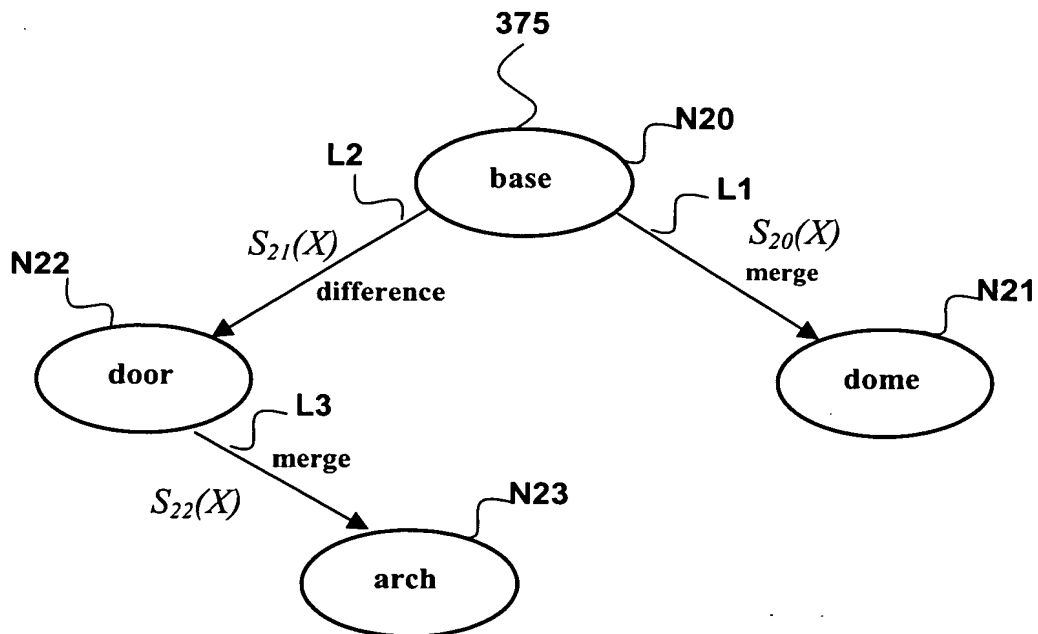 375
N20
L2
base
L1
S21(X)
S20(X)
N22
merge
difference
N21
door
dome
L3
merge
S22(X)
N23
arch